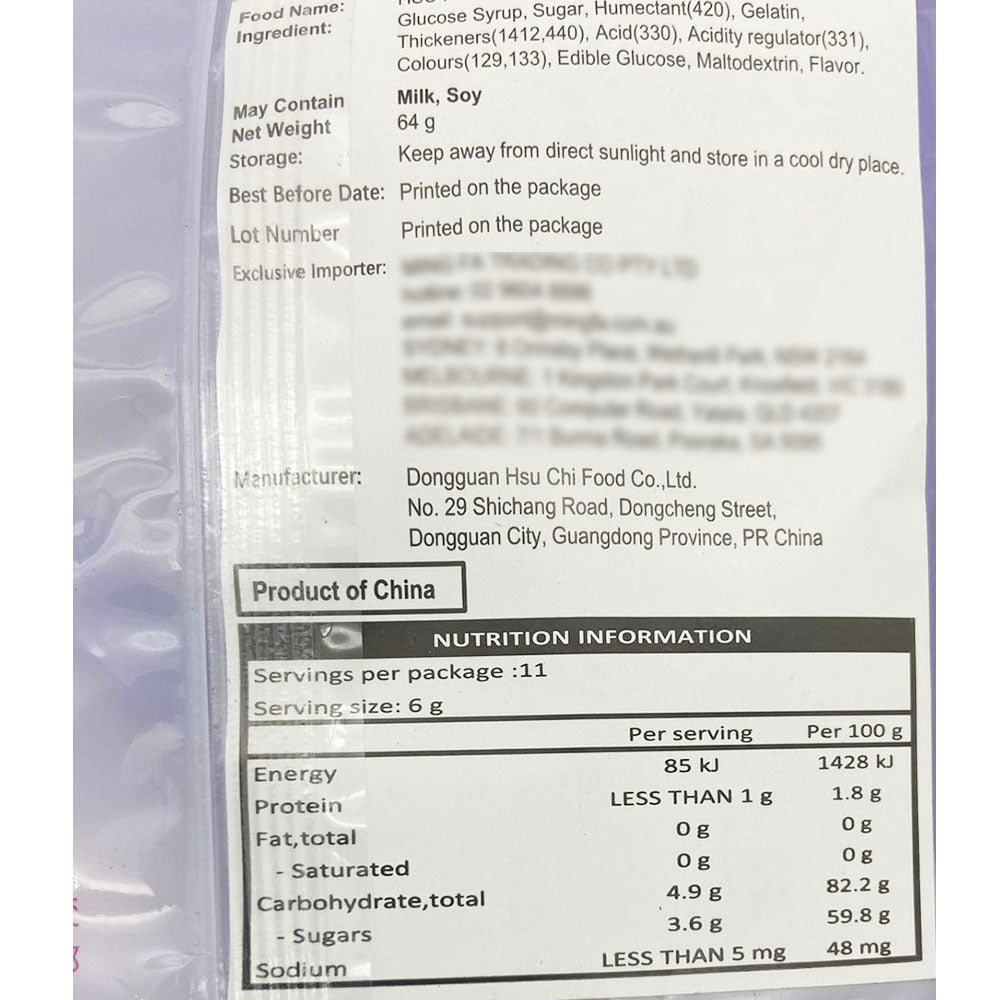 Food Name:
Ingredient: Glucose Syrup, Sugar, Humectant(420), Gelatin,
Thickeners(1412,440), Acid(330), Acidity regulator(331),
Colours(129,133), Edible Glucose, Maltodextrin, Flavor.
May Contain Milk, Soy
Net Weight 64 g
Storage: Keep away from direct sunlight and store in a cool dry place.
Best Before Date: Printed on the package
Lot Number Printed on the package
Exclusive Importer:
Manufacturer: Dongguan Hsu Chi Food Co.,Ltd.
No. 29 Shichang Road, Dongcheng Street,
Dongguan City, Guangdong Province, PR China
Product of China
NUTRITION INFORMATION
Servings per package :11
Serving size: 6 g
Per serving Per 100 g
Energy 85 kJ 1428 kJ
Protein LESS THAN 1 g 1.8 g
Fat,total 0 g 0 g
- Saturated 0 g 0 g
Carbohydrate,total 4.9 g 82.2 g
- Sugars 3.6 g 59.8 g
Sodium LESS THAN 5 mg 48 mg